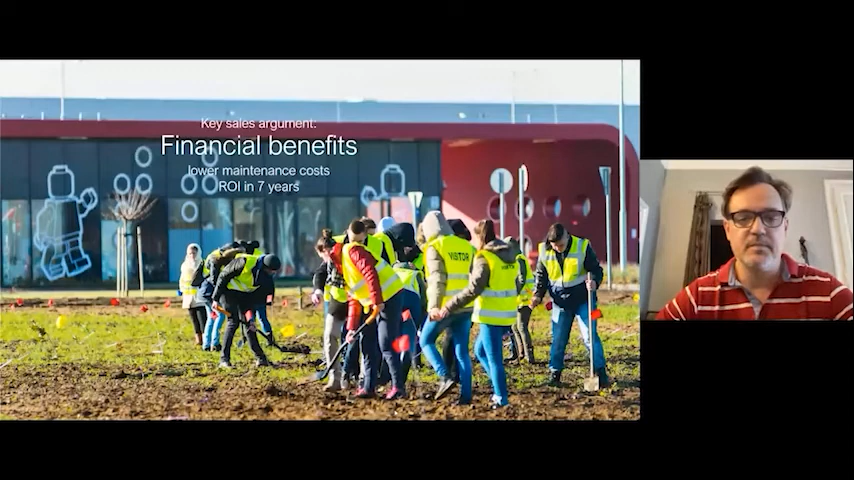 Key sales argument:
Financial benefits
lower maintenance costs
ROI in 7 years
VISITOR